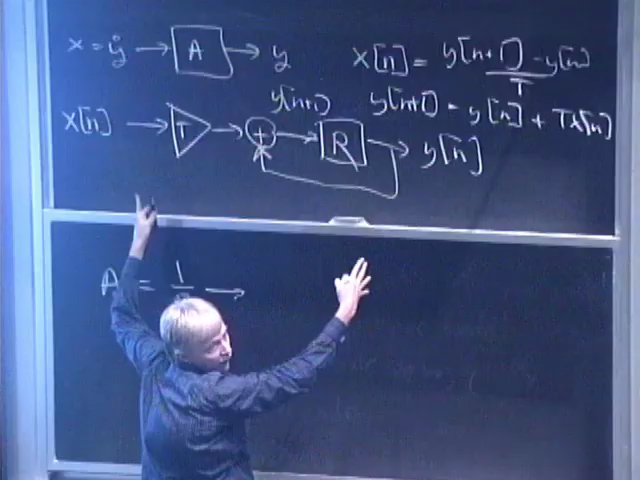 x = ẏ → A → y
x[n] = y[n+1] - y[n] / T
y[n+1]
y[n+1] = y[n] + Tx[n]
x[n] → T → + → R → y[n]
A = 1 →